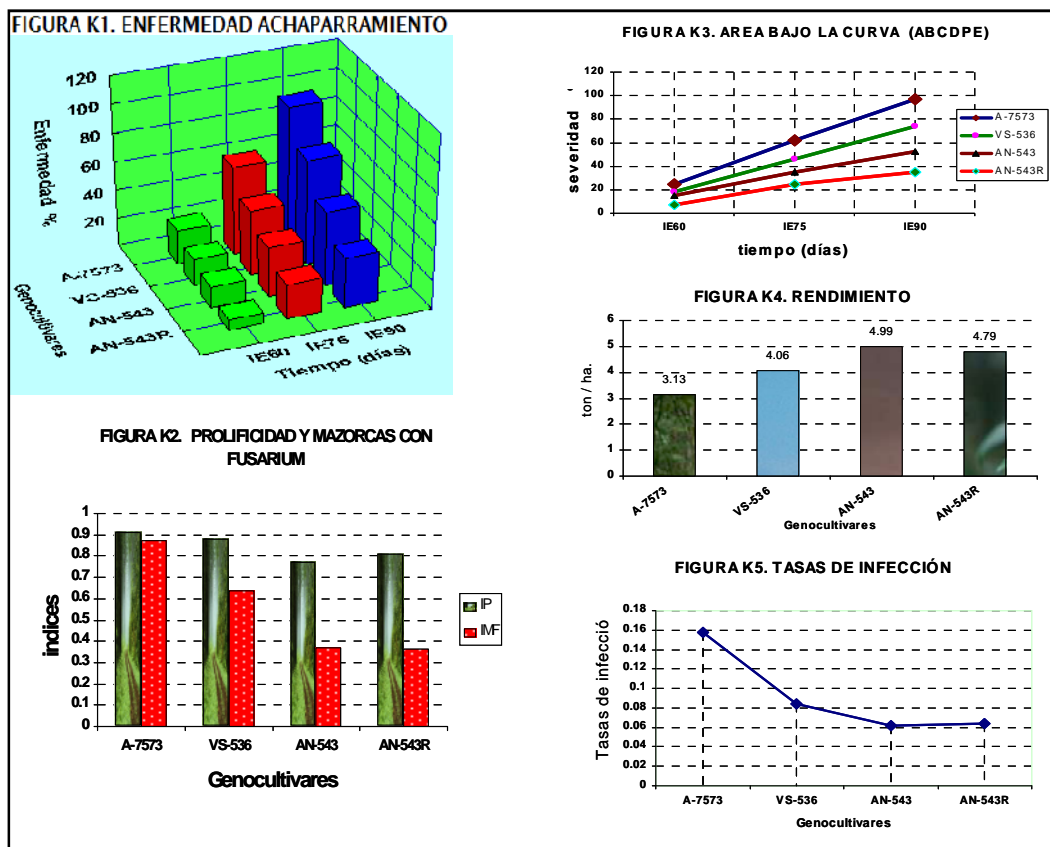 FIGURA K1. ENFERMEDAD ACHAPARRAMIENTO
120
100
80
60
40
20
Enfermedad %
A-7573
VS-536
AN-543
AN-543R
Genocultivares
IE60
IE75
IE90
Tiempo (días)
FIGURA K2. PROLIFICIDAD Y MAZORCAS CON
FUSARIUM
1
0.9
0.8
0.7
0.6
0.5
0.4
0.3
0.2
0.1
0
indices
A-7573 VS-536 AN-543 AN-543R
Genocultivares
IP
IMF
FIGURA K3. AREA BAJO LA CURVA (ABCDPE)
120
100
80
60
40
20
0
severidad
IE60 IE75 IE90
tiempo (días)
A-7573
VS-536
AN-543
AN-543R
FIGURA K4. RENDIMIENTO
6
5
4
3
2
1
0
ton / ha.
3.13
4.06
4.99
4.79
A-7573
VS-536
AN-543
AN-543R
Genocultivares
FIGURA K5. TASAS DE INFECCIÓN
0.18
0.16
0.14
0.12
0.1
0.08
0.06
0.04
0.02
0
Tasas de infecció
A-7573 VS-536 AN-543 AN-543R
Genocultivares